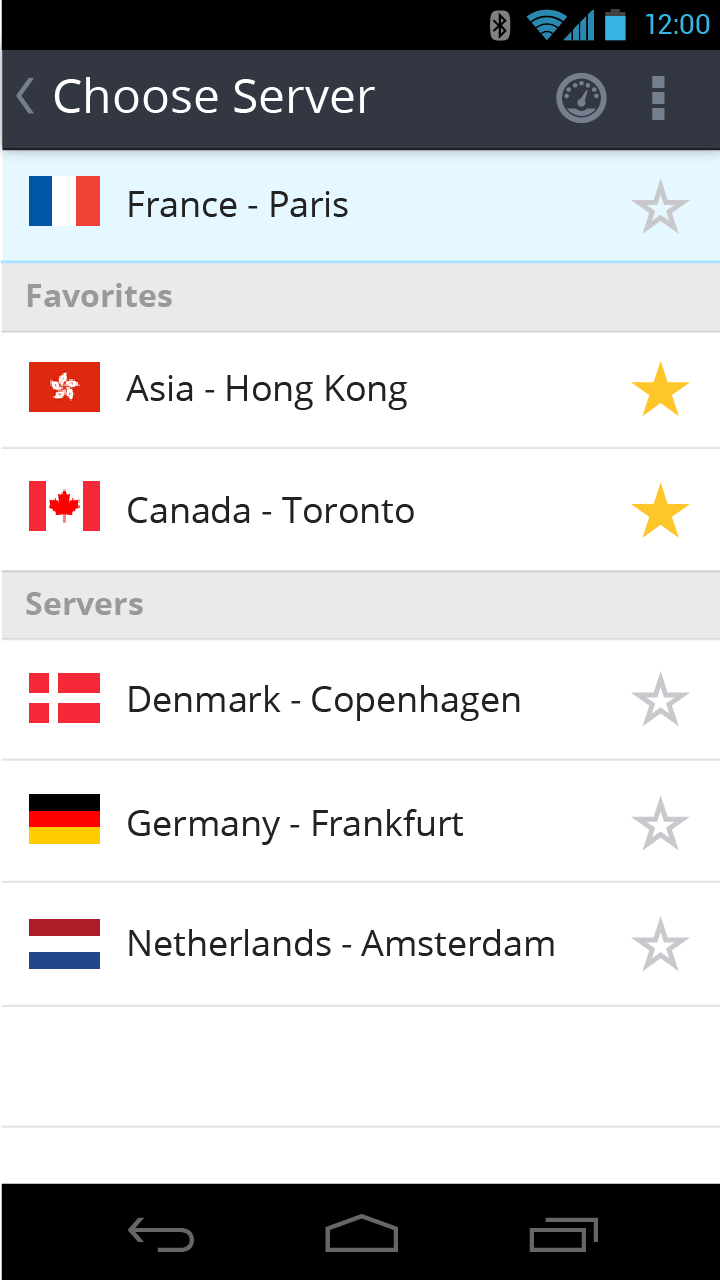 12:00
Choose Server
France - Paris
Favorites
Asia - Hong Kong
Canada - Toronto
Servers
Denmark - Copenhagen
Germany - Frankfurt
Netherlands - Amsterdam